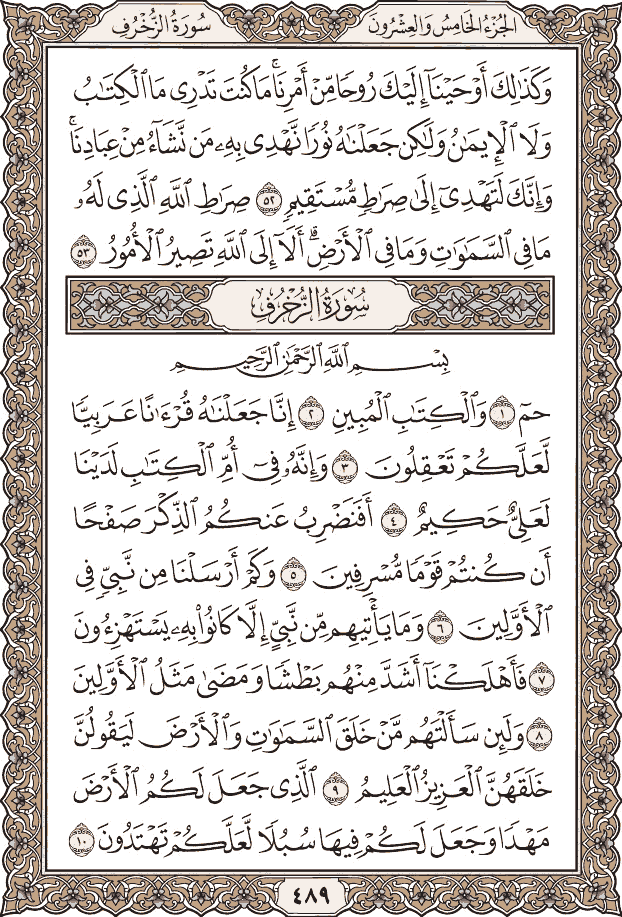 الجُزْءُ الخَامِسُ وَالعِشْرُونَ
سُورَةُ الزُّخْرُفِ
وَكَذَٰلِكَ أَوْحَيْنَآ إِلَيْكَ رُوحًا مِّنْ أَمْرِنَا ۚ مَا كُنتَ تَدْرِى مَا ٱلْكِتَٰبُ
وَلَا ٱلْإِيمَٰنُ وَلَٰكِن جَعَلْنَٰهُ نُورًا نَّهْدِى بِهِۦ مَن نَّشَآءُ مِنْ عِبَادِنَا ۚ
وَإِنَّكَ لَتَهْدِىٓ إِلَىٰ صِرَٰطٍ مُّسْتَقِيمٍ ٥٢ صِرَٰطِ ٱللَّهِ ٱلَّذِى لَهُۥ
مَا فِى ٱلسَّمَٰوَٰتِ وَمَا فِى ٱلْأَرْضِ ۗ أَلَآ إِلَى ٱللَّهِ تَصِيرُ ٱلْأُمُورُ ٥٣
سُورَةُ الزُّخْرُفِ
بِسْمِ ٱللَّهِ ٱلرَّحْمَٰنِ ٱلرَّحِيمِ
حمٓ ١ وَٱلْكِتَٰبِ ٱلْمُبِينِ ٢ إِنَّا جَعَلْنَٰهُ قُرْءَٰنًا عَرَبِيًّا
لَّعَلَّكُمْ تَعْقِلُونَ ٣ وَإِنَّهُۥ فِىٓ أُمِّ ٱلْكِتَٰبِ لَدَيْنَا
لَعَلِىٌّ حَكِيمٌ ٤ أَفَنَضْرِبُ عَنكُمُ ٱلذِّكْرَ صَفْحًا
أَن كُنتُمْ قَوْمًا مُّسْرِفِينَ ٥ وَكَمْ أَرْسَلْنَا مِن نَّبِىٍّ فِى
ٱلْأَوَّلِينَ ٦ وَمَا يَأْتِيهِم مِّن نَّبِىٍّ إِلَّا كَانُوا۟ بِهِۦ يَسْتَهْزِءُونَ
٧ فَأَهْلَكْنَآ أَشَدَّ مِنْهُم بَطْشًا وَمَضَىٰ مَثَلُ ٱلْأَوَّلِينَ
٨ وَلَئِن سَأَلْتَهُم مَّنْ خَلَقَ ٱلسَّمَٰوَٰتِ وَٱلْأَرْضَ لَيَقُولُنَّ
خَلَقَهُنَّ ٱلْعَزِيزُ ٱلْعَلِيمُ ٩ ٱلَّذِى جَعَلَ لَكُمُ ٱلْأَرْضَ
مَهْدًا وَجَعَلَ لَكُمْ فِيهَا سُبُلًا لَّعَلَّكُمْ تَهْتَدُونَ ١٠
٤٨٩